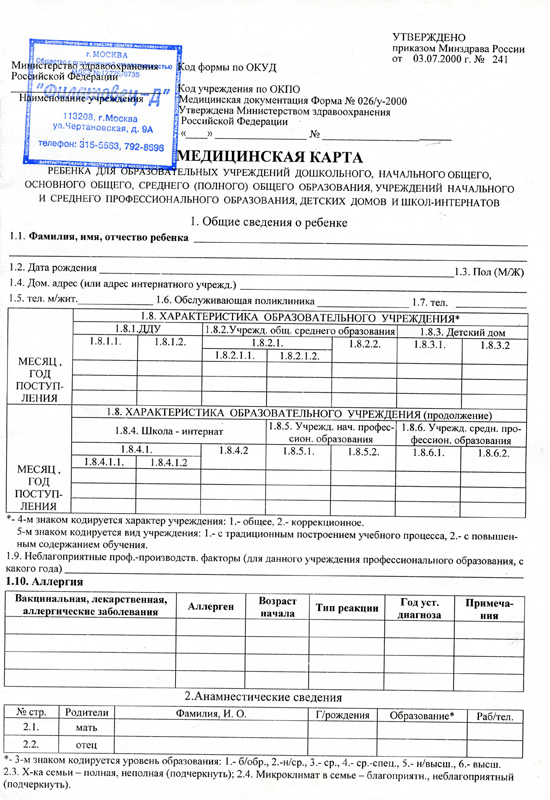 УТВЕРЖДЕНО
приказом Минздрава России
от 03.07.2000 г. № 241
г. МОСКВА
Министерство здравоохранения
Российской Федерации
Код формы по ОКУД
Код учреждения по ОКПО
"Филактовец-Д"
Наименование учреждения
Медицинская документация Форма № 026/у-2000
Утверждена Министерством здравоохранения
Российской Федерации
113208, г.Москва
ул.Чертановская, д. 9А
«____» ____________________ № ____________________
телефон: 315-5563, 792-8696
МЕДИЦИНСКАЯ КАРТА
РЕБЕНКА ДЛЯ ОБРАЗОВАТЕЛЬНЫХ УЧРЕЖДЕНИЙ ДОШКОЛЬНОГО, НАЧАЛЬНОГО ОБЩЕГО,
ОСНОВНОГО ОБЩЕГО, СРЕДНЕГО (ПОЛНОГО) ОБЩЕГО ОБРАЗОВАНИЯ, УЧРЕЖДЕНИЙ НАЧАЛЬНОГО
И СРЕДНЕГО ПРОФЕССИОНАЛЬНОГО ОБРАЗОВАНИЯ, ДЕТСКИХ ДОМОВ И ШКОЛ-ИНТЕРНАТОВ
1. Общие сведения о ребенке
1.1. Фамилия, имя, отчество ребенка
1.2. Дата рождения 1.3. Пол (М/Ж)
1.4. Дом. адрес (или адрес интернатного учрежд.)
1.5. тел. м/жит. 1.6. Обслуживающая поликлиника 1.7. тел.
МЕСЯЦ, ГОД ПОСТУП-ЛЕНИЯ
1.8. ХАРАКТЕРИСТИКА ОБРАЗОВАТЕЛЬНОГО УЧРЕЖДЕНИЯ*
1.8.1.ДДУ 1.8.2.Учрежд. общ. среднего образования 1.8.3. Детский дом
1.8.1.1. 1.8.1.2. 1.8.2.1. 1.8.2.2. 1.8.3.1. 1.8.3.2
1.8.2.1.1. 1.8.2.1.2.
МЕСЯЦ, ГОД ПОСТУП-ЛЕНИЯ
1.8. ХАРАКТЕРИСТИКА ОБРАЗОВАТЕЛЬНОГО УЧРЕЖДЕНИЯ (продолжение)
1.8.4. Школа - интернат 1.8.5. Учрежд. нач. профес-сион. образования 1.8.6. Учрежд. средн. про-фессион. образования
1.8.4.1. 1.8.4.2 1.8.5.1. 1.8.5.2. 1.8.6.1. 1.8.6.2.
1.8.4.1.1. 1.8.4.1.2
*- 4-м знаком кодируется характер учреждения: 1.- общее, 2.- коррекционное.
5-м знаком кодируется вид учреждения: 1.- с традиционным построением учебного процесса, 2.- с повышен-
ным содержанием обучения.
1.9. Неблагоприятные проф.-производств. факторы (для данного учреждения профессионального образования, с
какого года)
1.10. Аллергия
Вакцинальная, лекарственная, аллергические заболевания Аллерген Возраст начала Тип реакции Год уст. диагноза Примеча-ния
2.Анамнестические сведения
№ стр. Родители Фамилия, И. О. Г/рождения Образование* Раб/тел.
2.1. мать
2.2. отец
*- 3-м знаком кодируется уровень образования: 1.- б/обр., 2.-н/ср., 3.- ср., 4.- ср.-спец., 5.- н/высш., 6.- высш.
2.3. Х-ка семьи – полная, неполная (подчеркнуть); 2.4. Микроклимат в семье – благоприятн., неблагоприятный
(подчеркнуть).